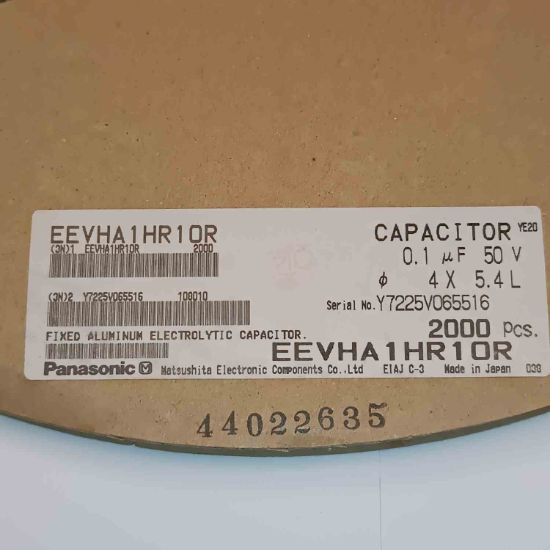 EEVHA1HR10R
CAPACITOR YE20
(3N)1 EEVHA1HR10R 2000
0.1 µF 50 V
φ 4 X 5.4 L
(3N)2 Y7225V065516 108010
Serial No. Y7225V065516
FIXED ALUMINUM ELECTROLYTIC CAPACITOR.
2000 Pcs.
EEVHA1HR10R
Panasonic M Matsushita Electronic Components Co.,Ltd EIAJ C-3 Made in Japan 030
44022635